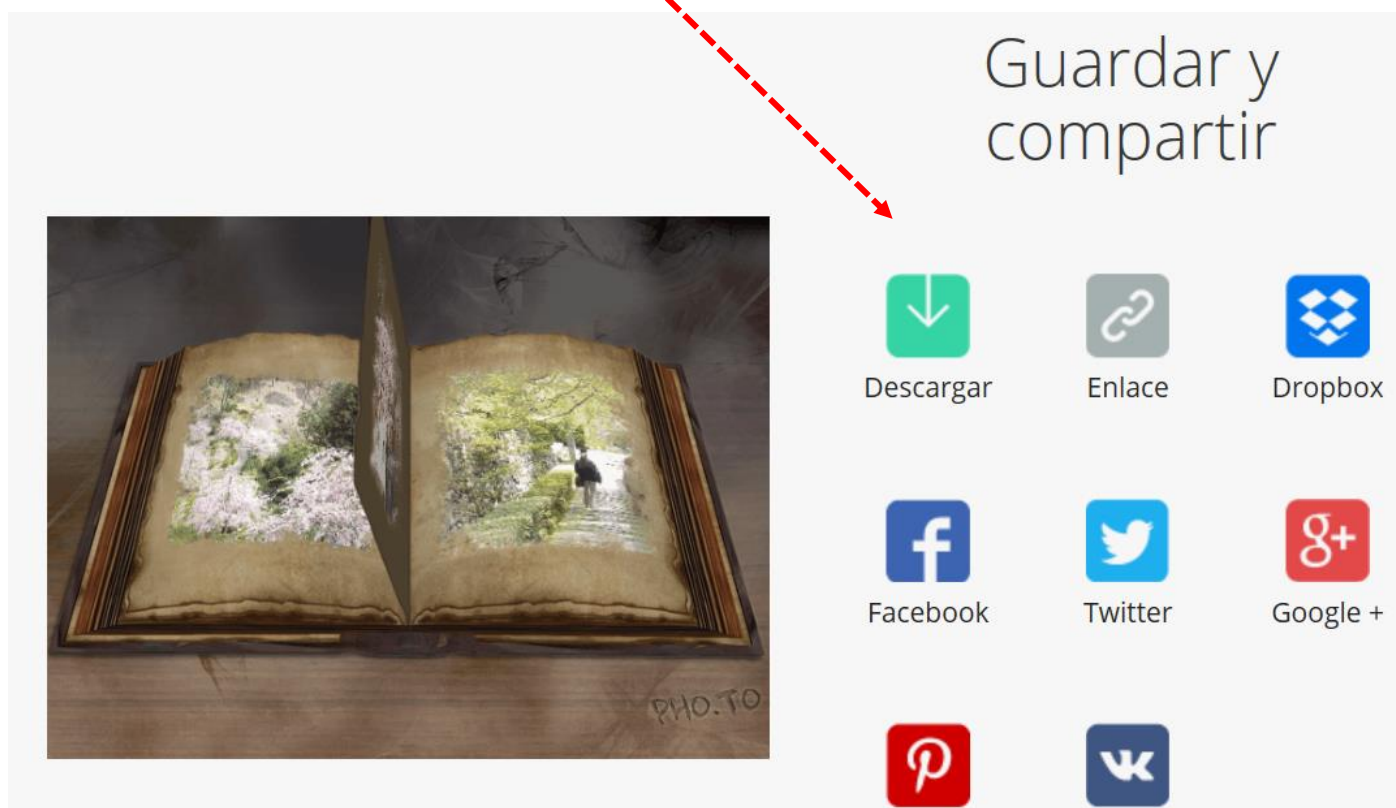 Guardar y
compartir
Descargar
Enlace
Dropbox
Facebook
Twitter
Google +
PHO.TO